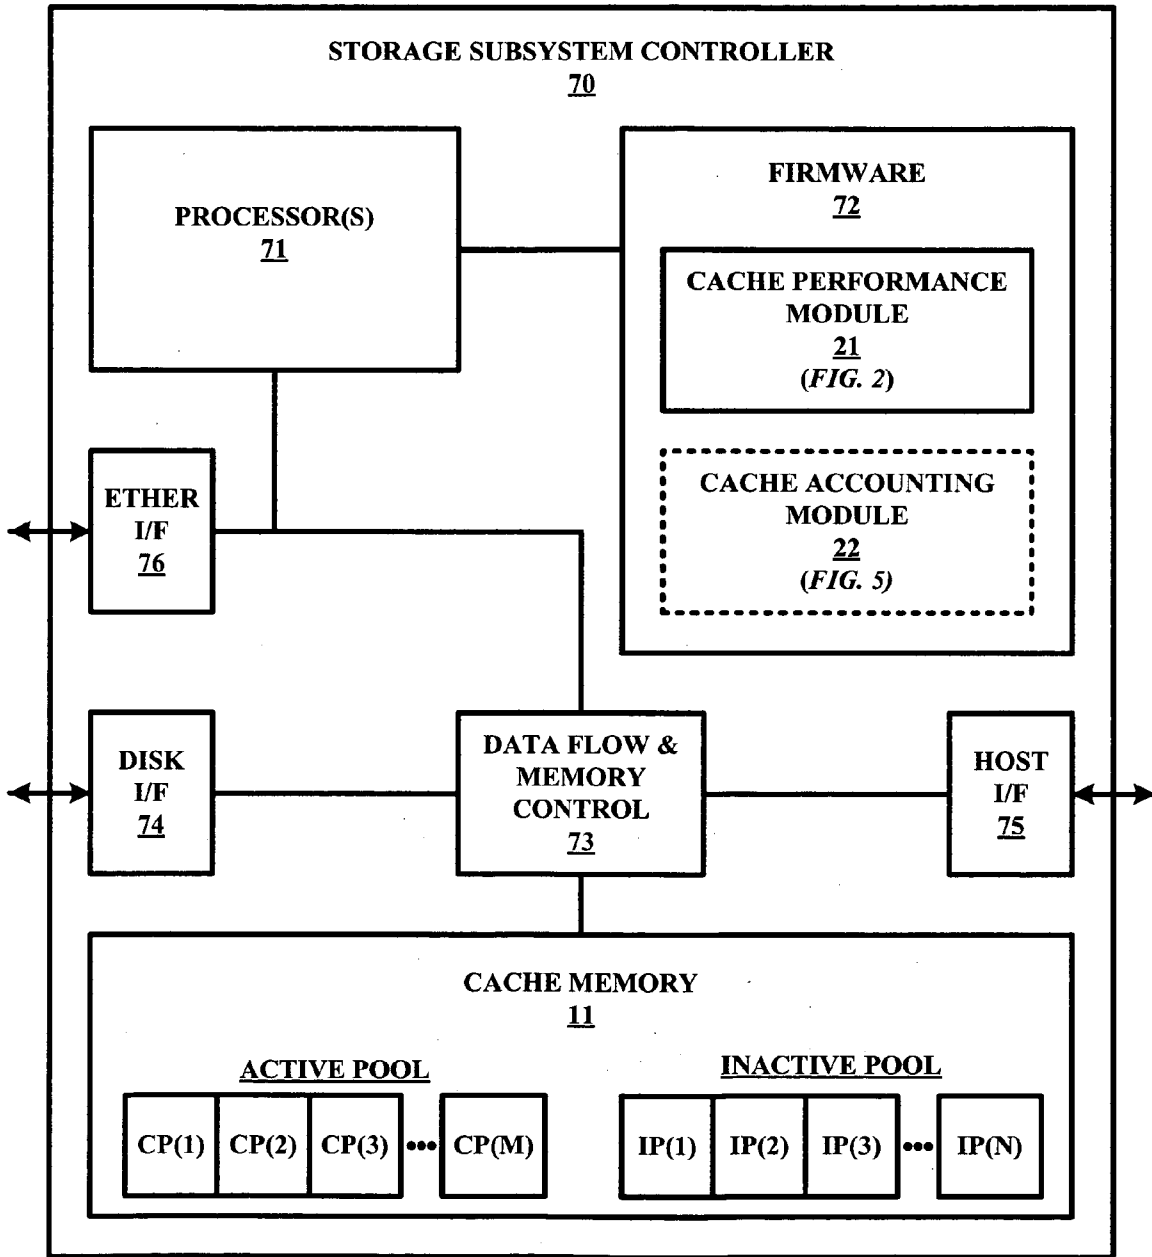 STORAGE SUBSYSTEM CONTROLLER
70
PROCESSOR(S)
71
FIRMWARE
72
CACHE PERFORMANCE
MODULE
21
(FIG. 2)
CACHE ACCOUNTING
MODULE
22
(FIG. 5)
ETHER
I/F
76
DISK
I/F
74
DATA FLOW &
MEMORY
CONTROL
73
HOST
I/F
75
CACHE MEMORY
11
ACTIVE POOL
CP(1) CP(2) CP(3) ••• CP(M)
INACTIVE POOL
IP(1) IP(2) IP(3) ••• IP(N)